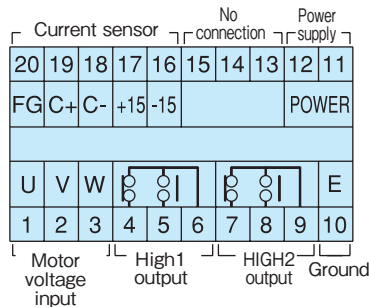 Current sensor
No connection
Power supply
20 19 18 17 16 15 14 13 12 11
FG C+ C- +15 -15 POWER
U V W E
1 2 3 4 5 6 7 8 9 10
Motor voltage input
High1 output
HIGH2 output
Ground